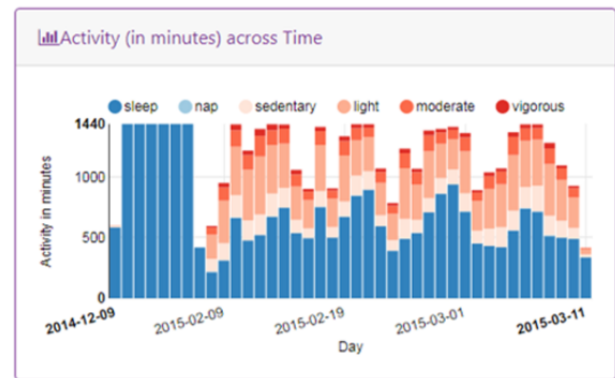 Activity (in minutes) across Time
sleep nap sedentary light moderate vigorous
1440
1000
500
0
Activity in minutes
2014-12-09 2015-02-09 2015-02-19 2015-03-01 2015-03-11
Day